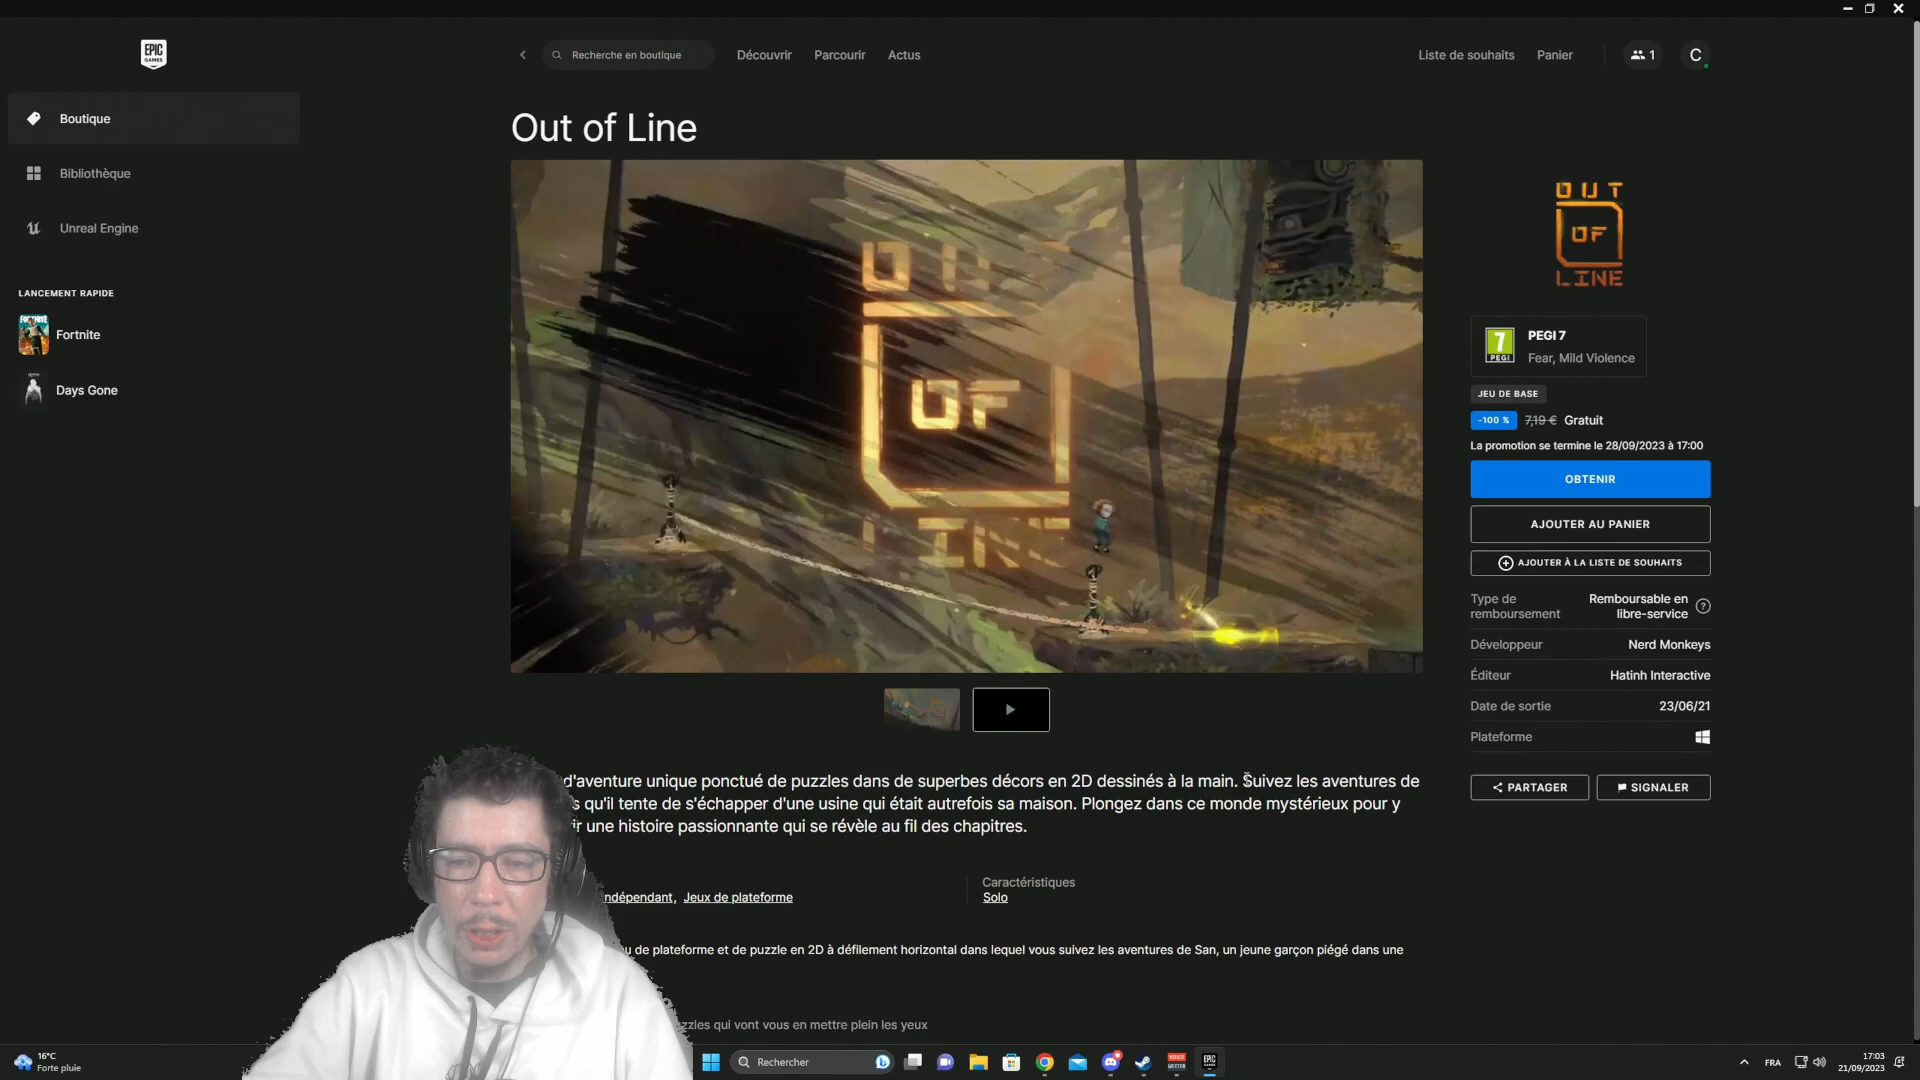 EPIC
GAMES
Recherche en boutique
Découvrir
Parcourir
Actus
Liste de souhaits
Panier
1
C
Boutique
Bibliothèque
Unreal Engine
LANCEMENT RAPIDE
Fortnite
Days Gone
Out of Line
OF
OUT
OF
LINE
7
PEGI
PEGI 7
Fear, Mild Violence
JEU DE BASE
-100 % 7,19 € Gratuit
La promotion se termine le 28/09/2023 à 17:00
OBTENIR
AJOUTER AU PANIER
AJOUTER À LA LISTE DE SOUHAITS
Type de remboursement
Remboursable en libre-service
Développeur Nerd Monkeys
Éditeur Hatinh Interactive
Date de sortie 23/06/21
Plateforme
PARTAGER
SIGNALER
d'aventure unique ponctué de puzzles dans de superbes décors en 2D dessinés à la main. Suivez les aventures de
qu'il tente de s'échapper d'une usine qui était autrefois sa maison. Plongez dans ce monde mystérieux pour y
une histoire passionnante qui se révèle au fil des chapitres.
Caractéristiques
ndépendant, Jeux de plateforme
Solo
de plateforme et de puzzle en 2D à défilement horizontal dans lequel vous suivez les aventures de San, un jeune garçon piégé dans une
zzles qui vont vous en mettre plein les yeux
16°C
Forte pluie
Rechercher
FRA
17:03
21/09/2023